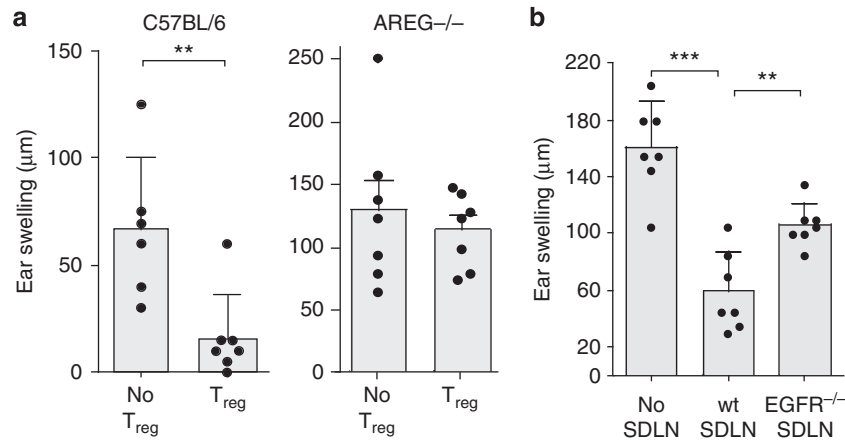 a
C57BL/6
AREG–/–
b
Ear swelling (μm)
150
100
50
0
**
No
Treg
Treg
250
200
150
100
50
0
No
Treg
Treg
Ear swelling (μm)
220
180
140
100
60
20
0
***
**
No
SDLN
wt
SDLN
EGFR–/–
SDLN